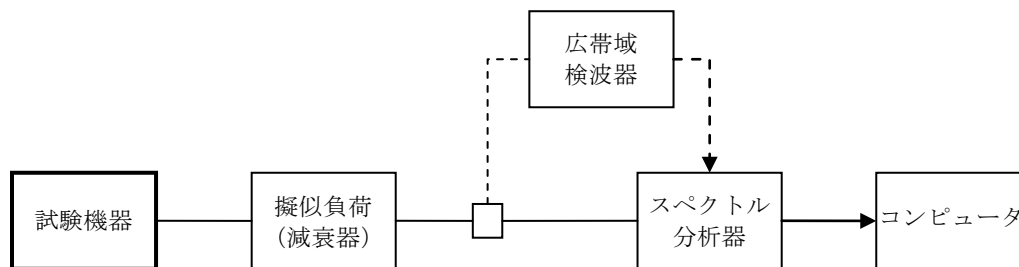 広帯域
検波器
試験機器
擬似負荷
（減衰器）
スペクトル
分析器
コンピュータ